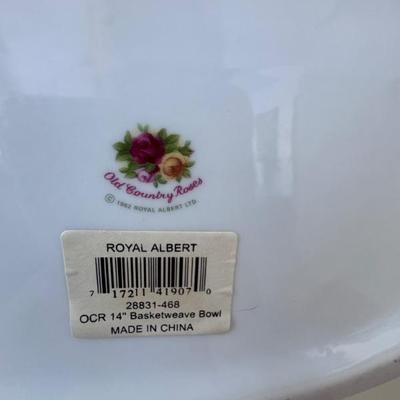 Old Country Roses
© 1962 ROYAL ALBERT LTD
ROYAL ALBERT
7 17211 41907 0
28831-468
OCR 14" Basketweave Bowl
MADE IN CHINA